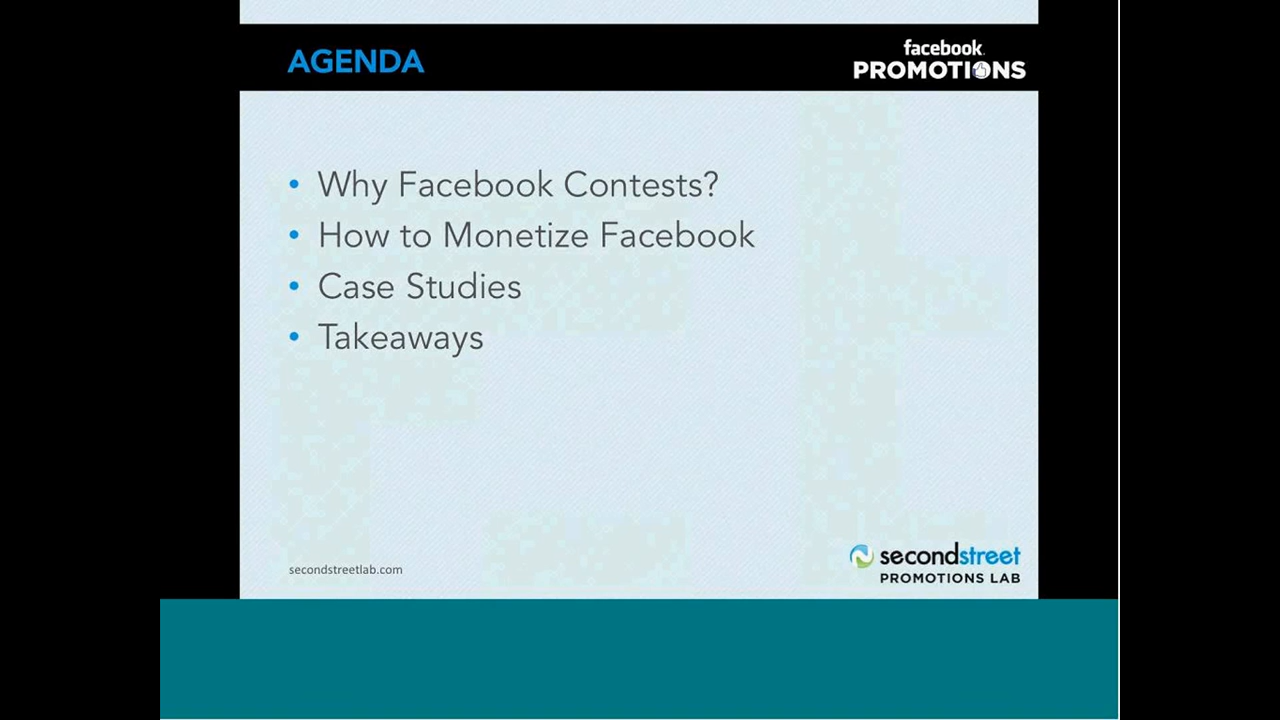 AGENDA
facebook
PROMOTIONS
• Why Facebook Contests?
• How to Monetize Facebook
• Case Studies
• Takeaways
secondstreetlab.com
secondstreet
PROMOTIONS LAB